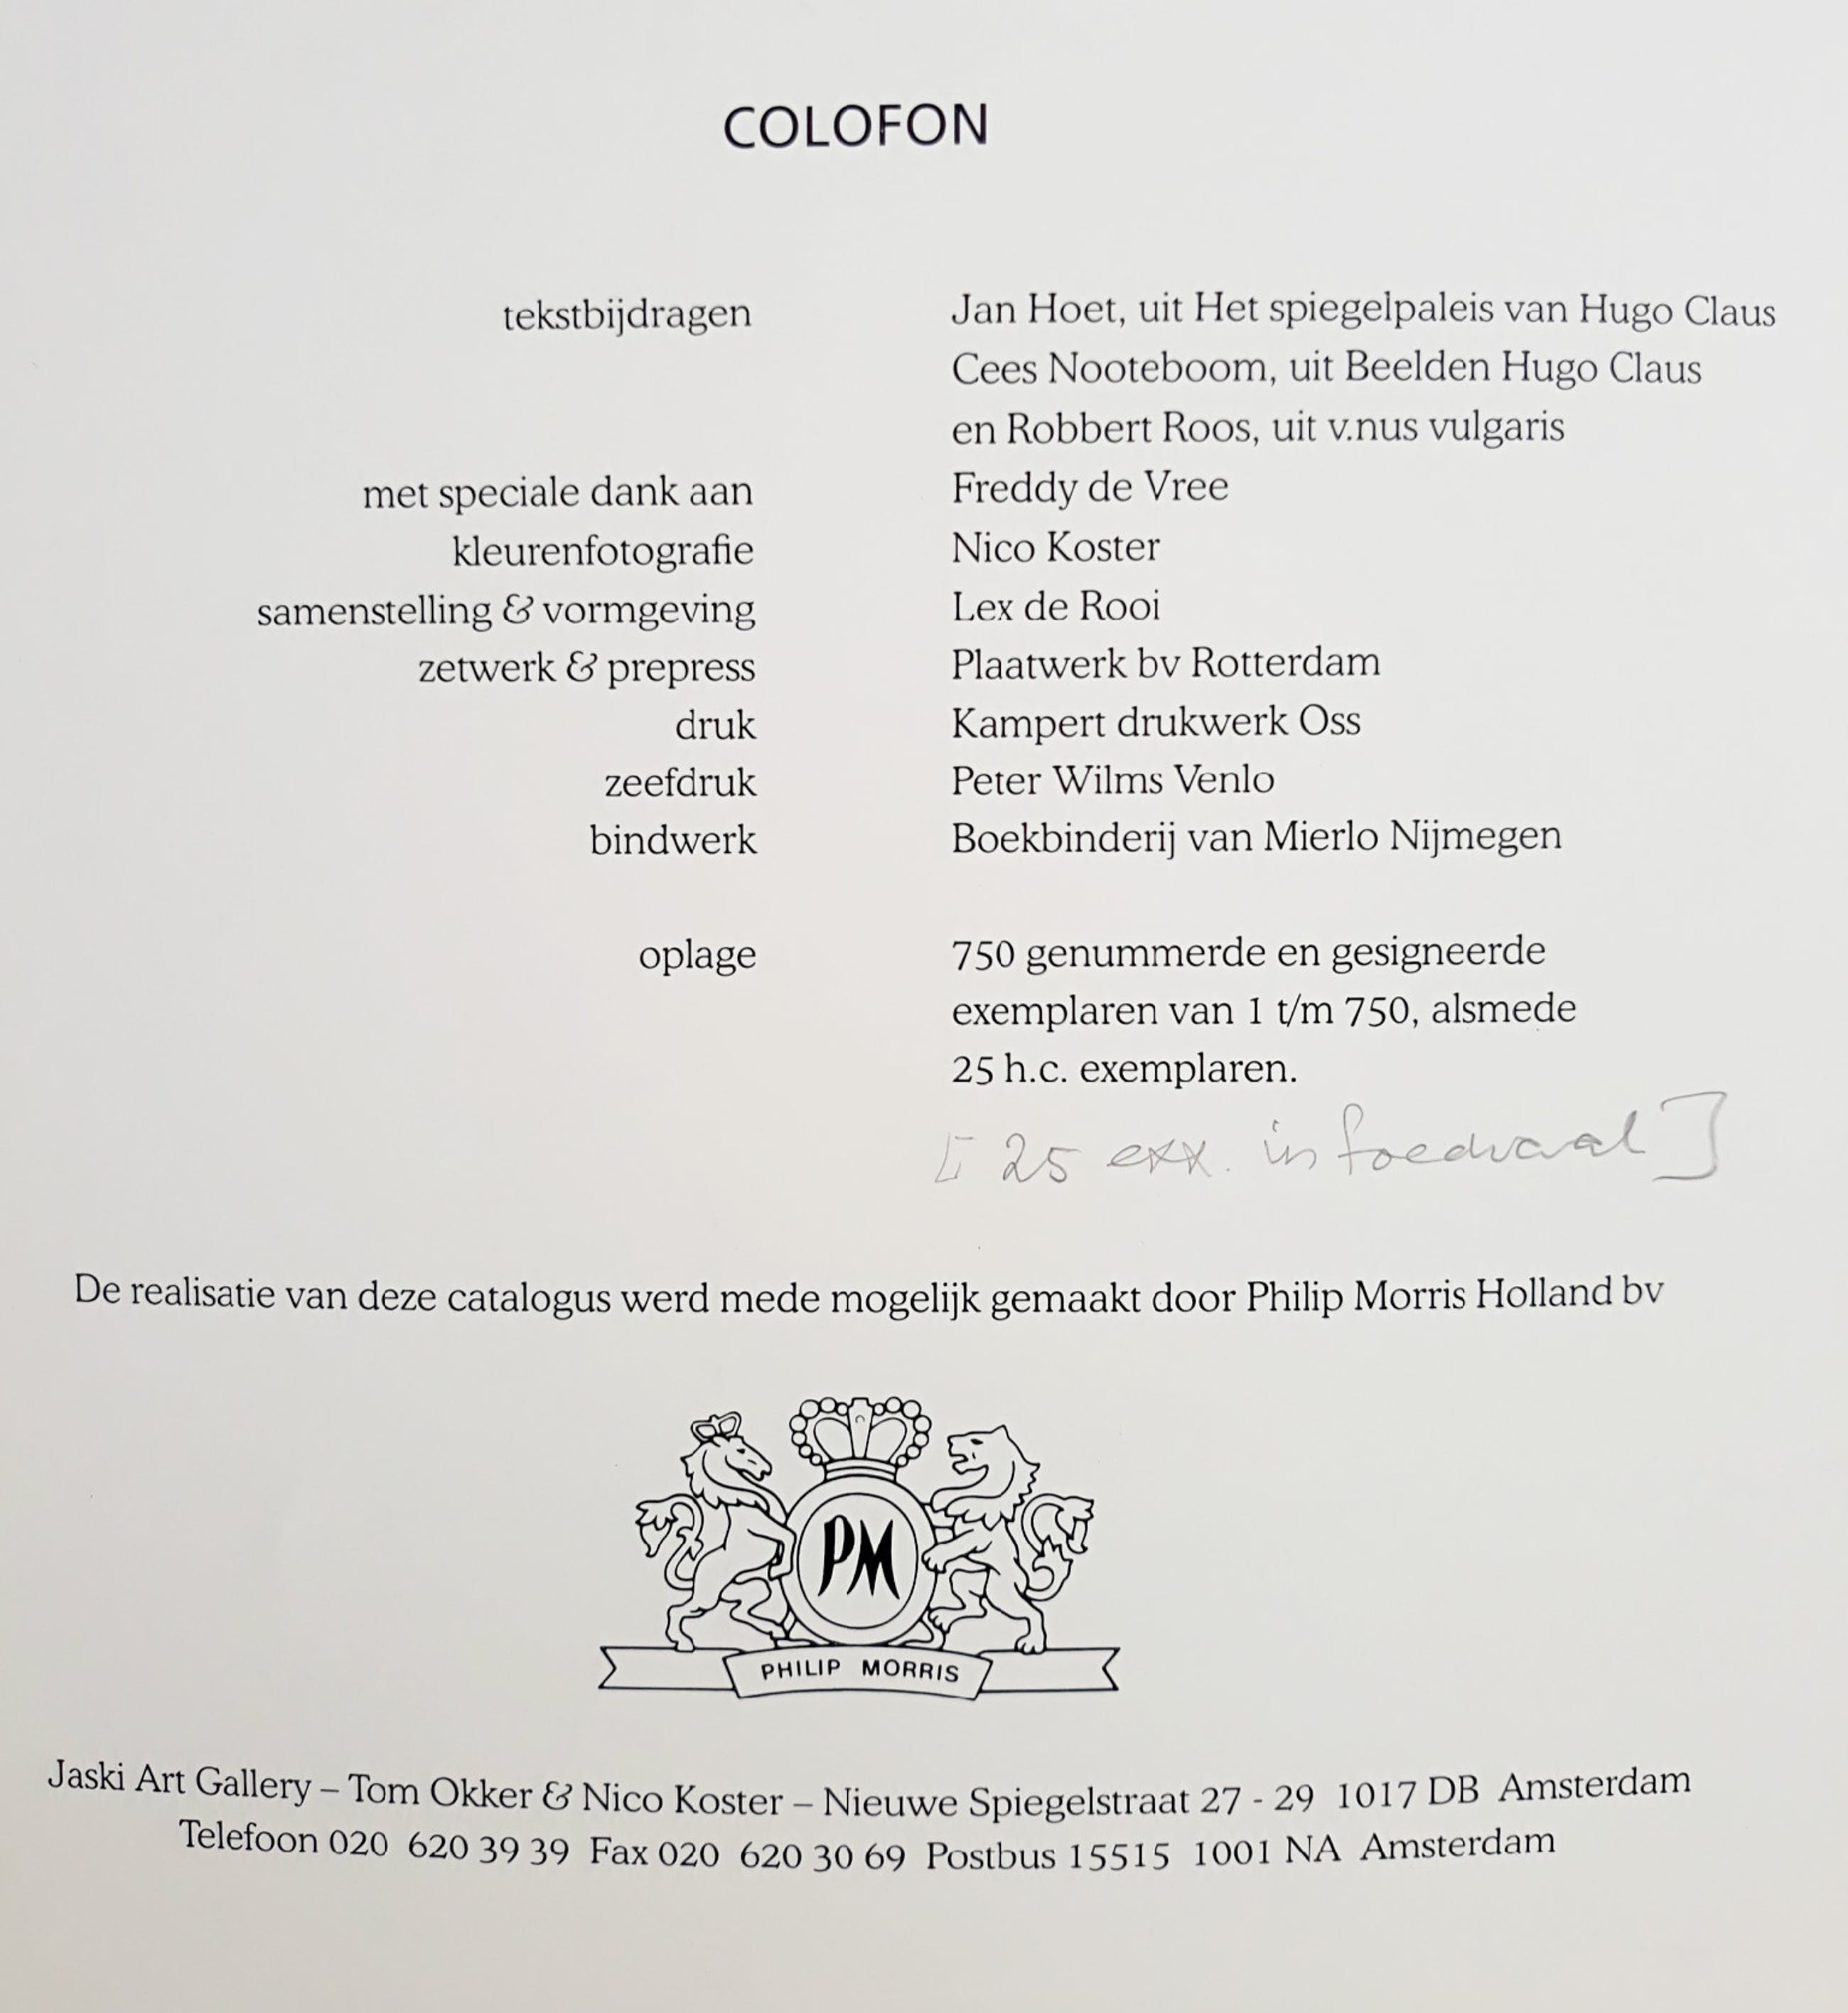 COLOFON
tekstbijdragen Jan Hoet, uit Het spiegelpaleis van Hugo Claus
Cees Nooteboom, uit Beelden Hugo Claus
en Robbert Roos, uit v.nus vulgaris
met speciale dank aan Freddy de Vree
kleurenfotografie Nico Koster
samenstelling & vormgeving Lex de Rooi
zetwerk & prepress Plaatwerk bv Rotterdam
druk Kampert drukwerk Oss
zeefdruk Peter Wilms Venlo
bindwerk Boekbinderij van Mierlo Nijmegen
oplage 750 genummerde en gesigneerde
exemplaren van 1 t/m 750, alsmede
25 h.c. exemplaren.
[25 exx. in foedraal]
De realisatie van deze catalogus werd mede mogelijk gemaakt door Philip Morris Holland bv
PM
PHILIP MORRIS
Jaski Art Gallery – Tom Okker & Nico Koster – Nieuwe Spiegelstraat 27 - 29 1017 DB Amsterdam
Telefoon 020 620 39 39 Fax 020 620 30 69 Postbus 15515 1001 NA Amsterdam